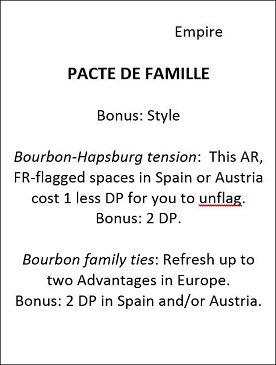 Empire
PACTE DE FAMILLE
Bonus: Style
Bourbon-Hapsburg tension:  This AR,
FR-flagged spaces in Spain or Austria
cost 1 less DP for you to unflag.
Bonus: 2 DP.
Bourbon family ties: Refresh up to
two Advantages in Europe.
Bonus: 2 DP in Spain and/or Austria.